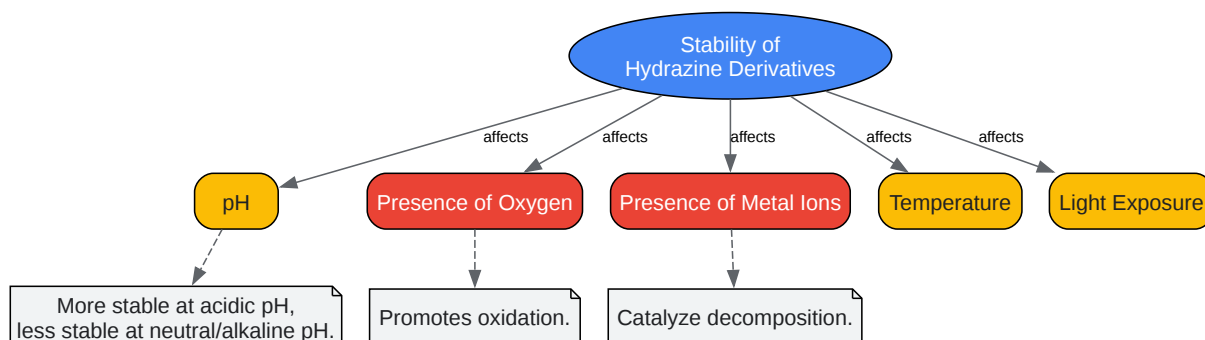 Stability of
Hydrazine Derivatives
affects
affects
affects
affects
affects
pH
Presence of Oxygen
Presence of Metal Ions
Temperature
Light Exposure
More stable at acidic pH,
less stable at neutral/alkaline pH.
Promotes oxidation.
Catalyze decomposition.